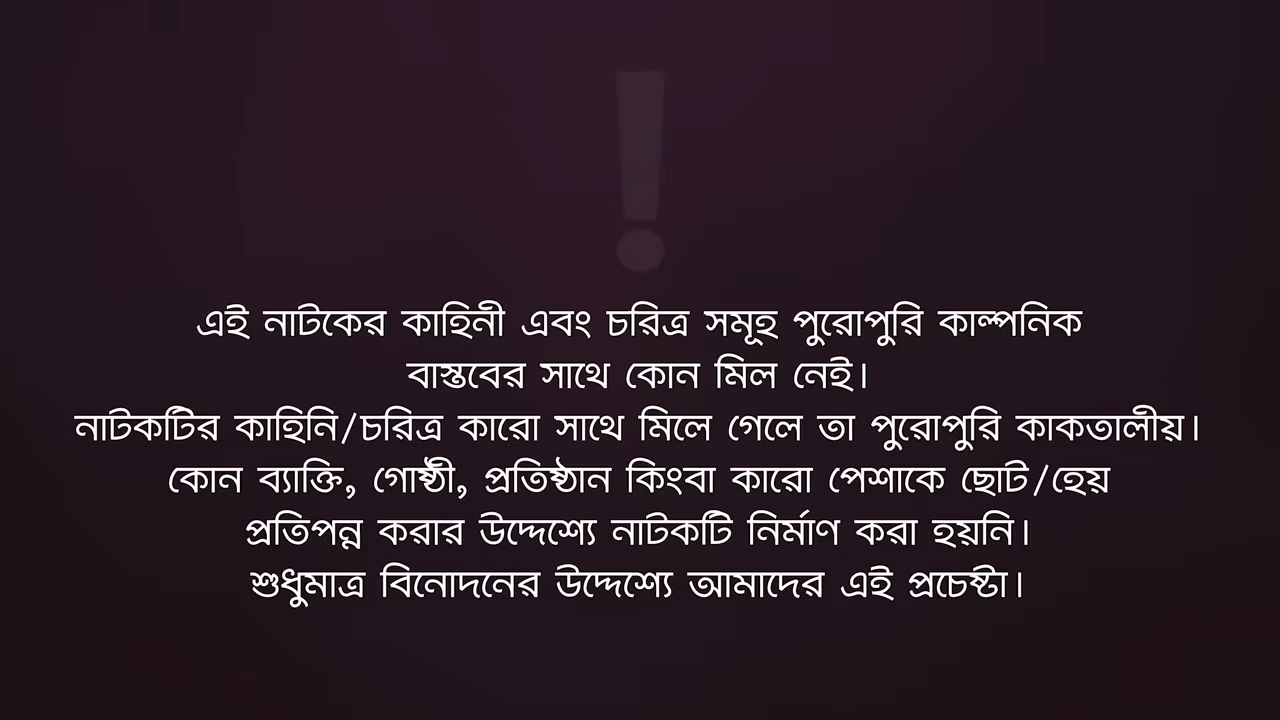 এই নাটকের কাহিনী এবং চরিত্র সমূহ পুরোপুরি কাল্পনিক
বাস্তবের সাথে কোন মিল নেই।
নাটকটির কাহিনি/চরিত্র কারো সাথে মিলে গেলে তা পুরোপুরি কাকতালীয়।
কোন ব্যাক্তি, গোষ্ঠী, প্রতিষ্ঠান কিংবা কারো পেশাকে ছোট/হেয়
প্রতিপন্ন করার উদ্দেশ্যে নাটকটি নির্মাণ করা হয়নি।
শুধুমাত্র বিনোদনের উদ্দেশ্যে আমাদের এই প্রচেষ্টা।